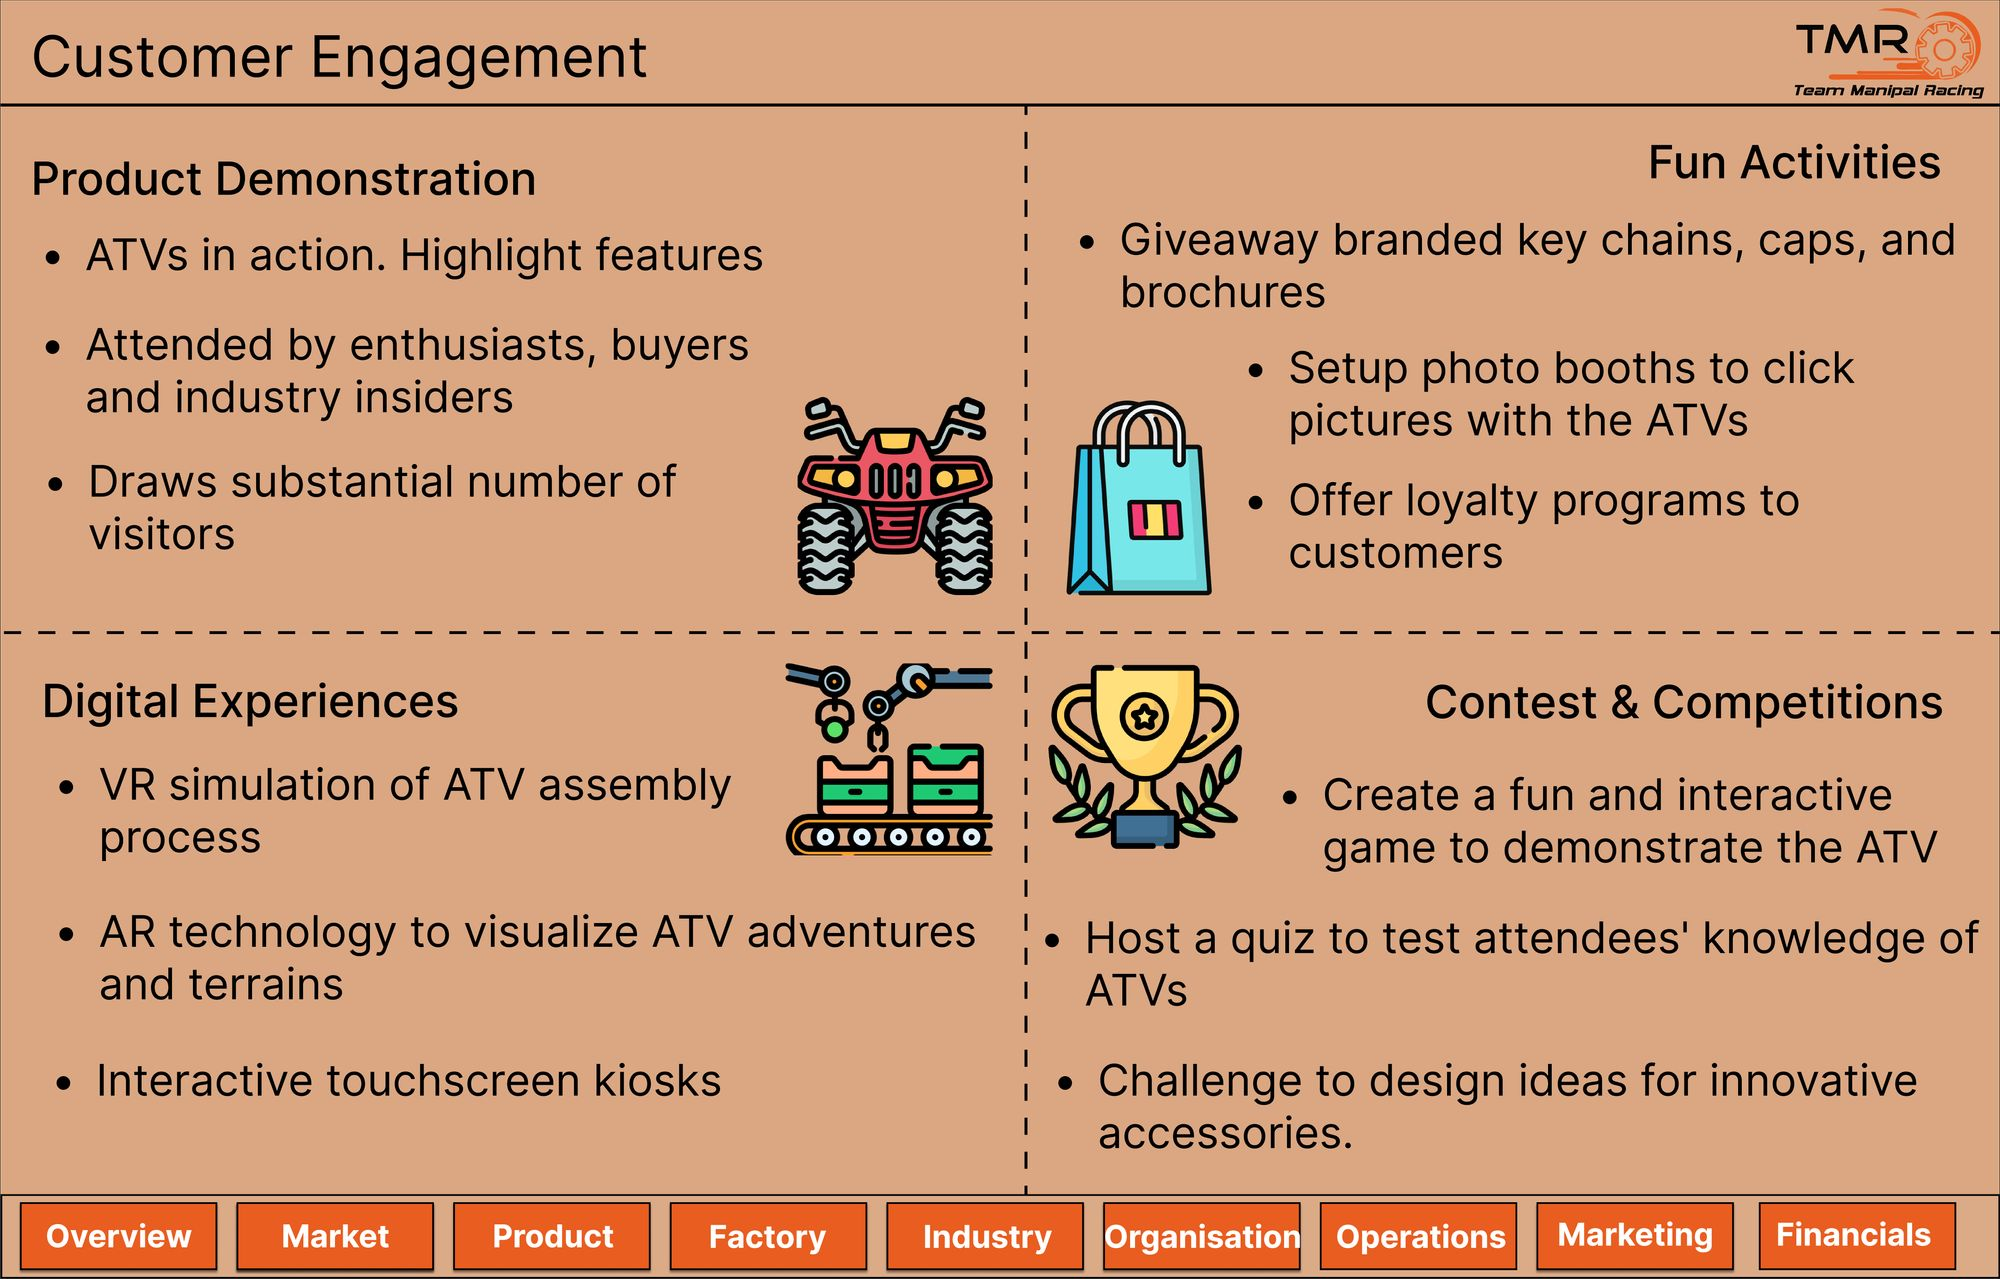 Customer Engagement
TMR
Team Manipal Racing
Product Demonstration
• ATVs in action. Highlight features
• Attended by enthusiasts, buyers
and industry insiders
• Draws substantial number of
visitors
Fun Activities
• Giveaway branded key chains, caps, and
brochures
• Setup photo booths to click
pictures with the ATVs
• Offer loyalty programs to
customers
Digital Experiences
• VR simulation of ATV assembly
process
• AR technology to visualize ATV adventures
and terrains
• Interactive touchscreen kiosks
Contest & Competitions
• Create a fun and interactive
game to demonstrate the ATV
• Host a quiz to test attendees' knowledge of
ATVs
• Challenge to design ideas for innovative
accessories.
Overview
Market
Product
Factory
Industry
Organisation
Operations
Marketing
Financials